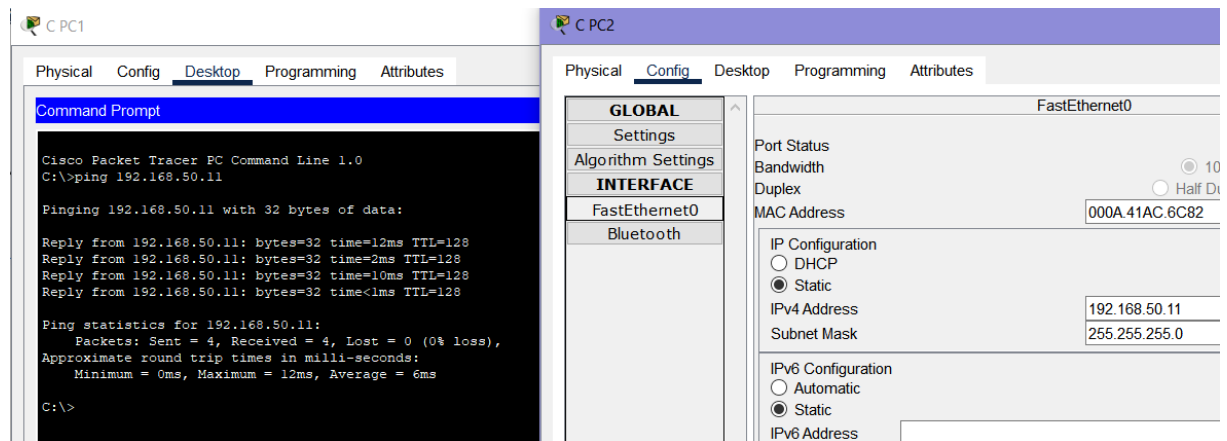 C PC1
Physical Config Desktop Programming Attributes
Command Prompt
Cisco Packet Tracer PC Command Line 1.0
C:\>ping 192.168.50.11
Pinging 192.168.50.11 with 32 bytes of data:
Reply from 192.168.50.11: bytes=32 time=12ms TTL=128
Reply from 192.168.50.11: bytes=32 time=2ms TTL=128
Reply from 192.168.50.11: bytes=32 time=10ms TTL=128
Reply from 192.168.50.11: bytes=32 time<1ms TTL=128
Ping statistics for 192.168.50.11:
Packets: Sent = 4, Received = 4, Lost = 0 (0% loss),
Approximate round trip times in milli-seconds:
Minimum = 0ms, Maximum = 12ms, Average = 6ms
C:\>
C PC2
Physical Config Desktop Programming Attributes
GLOBAL
Settings
Algorithm Settings
INTERFACE
FastEthernet0
Bluetooth
FastEthernet0
Port Status
Bandwidth 10
Duplex Half Du
MAC Address 000A.41AC.6C82
IP Configuration
DHCP
Static
IPv4 Address 192.168.50.11
Subnet Mask 255.255.255.0
IPv6 Configuration
Automatic
Static
IPv6 Address